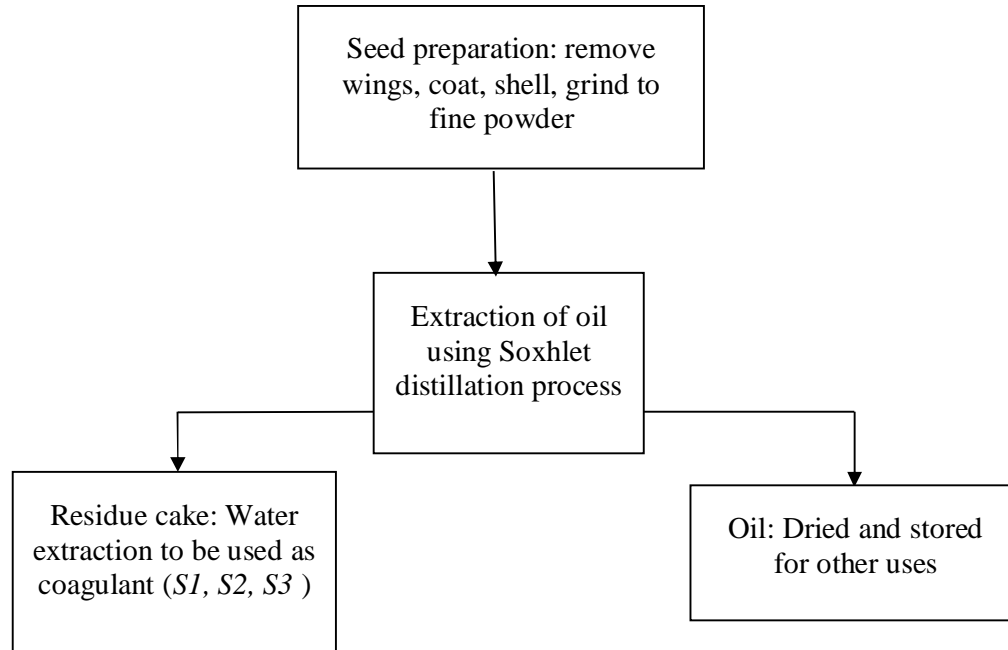 Seed preparation: remove
wings, coat, shell, grind to
fine powder
Extraction of oil
using Soxhlet
distillation process
Residue cake: Water
extraction to be used as
coagulant (S1, S2, S3 )
Oil: Dried and stored
for other uses